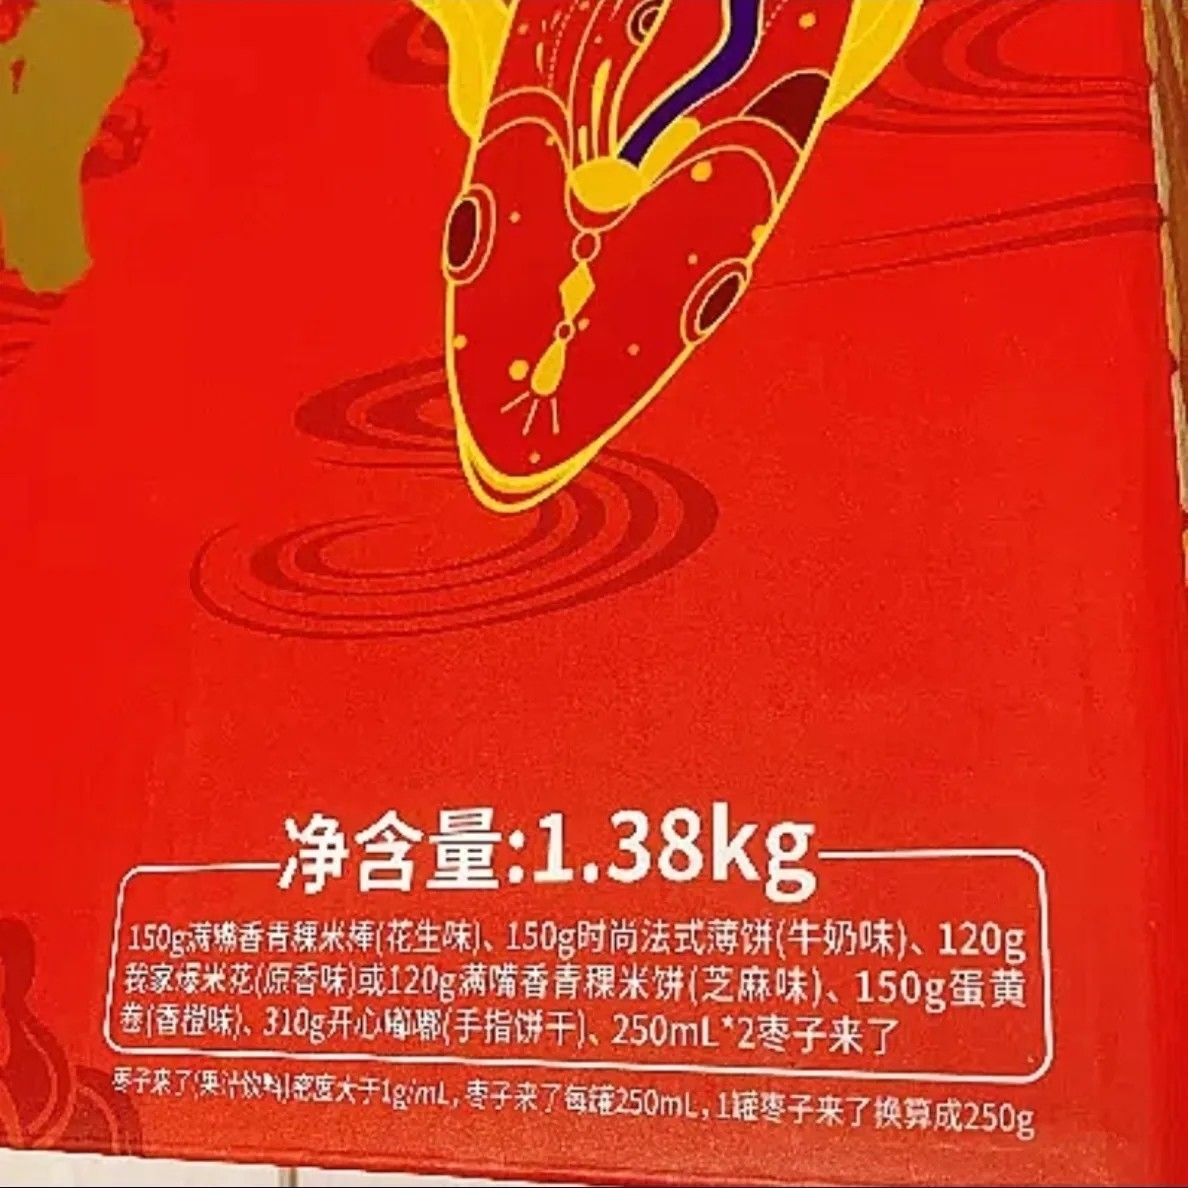 净含量:1.38kg
150g满嘴香青稞米棒(花生味)、150g时尚法式薄饼(牛奶味)、120g
我家爆米花(原香味)或120g满嘴香青稞米饼(芝麻味)、150g蛋黄
卷(香橙味)、310g开心嘟嘟(手指饼干)、250mL*2枣子来了
枣子来了(果汁饮料)密度大于1g/mL,枣子来了每罐250mL,1罐枣子来了换算成250g